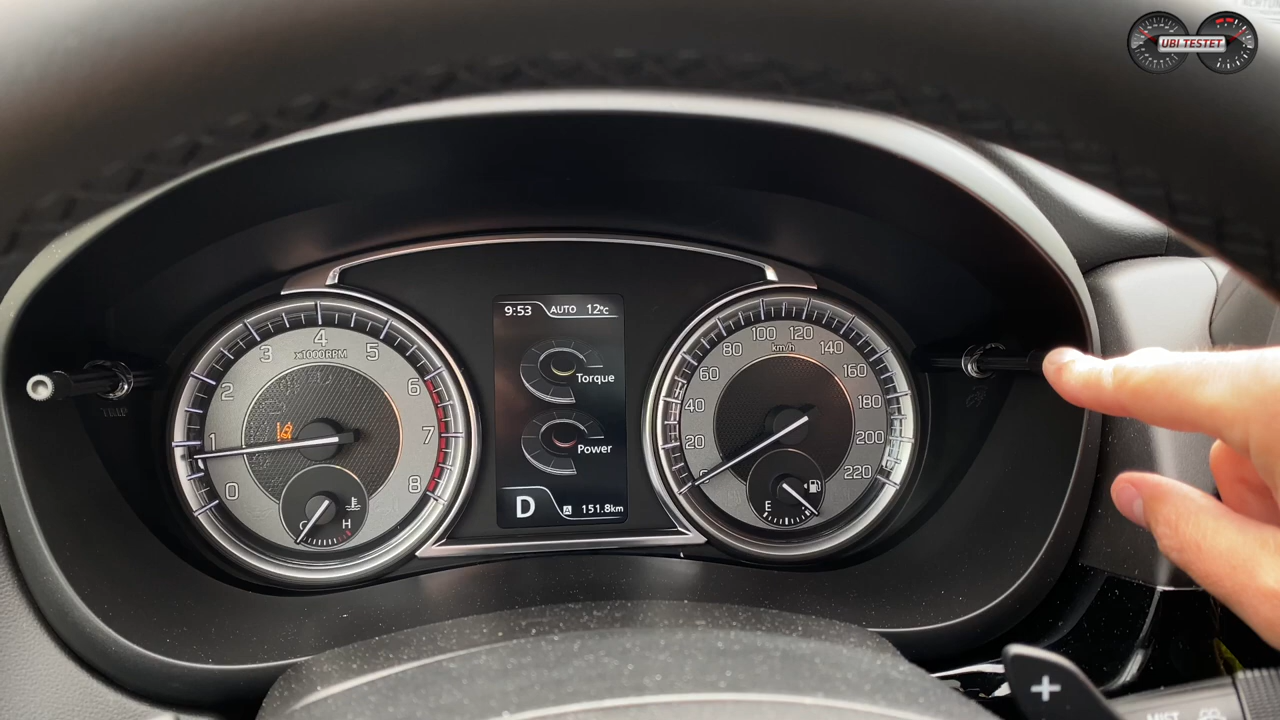 UBI TESTET
9:53 AUTO 12°C
Torque
Power
D A 151.8km
0 1 2 3 4 5 6 7 8
x1000RPM
C H
20 40 60 80 100 120 140 160 180 200 220
km/h
E
TRIP
+
MIST